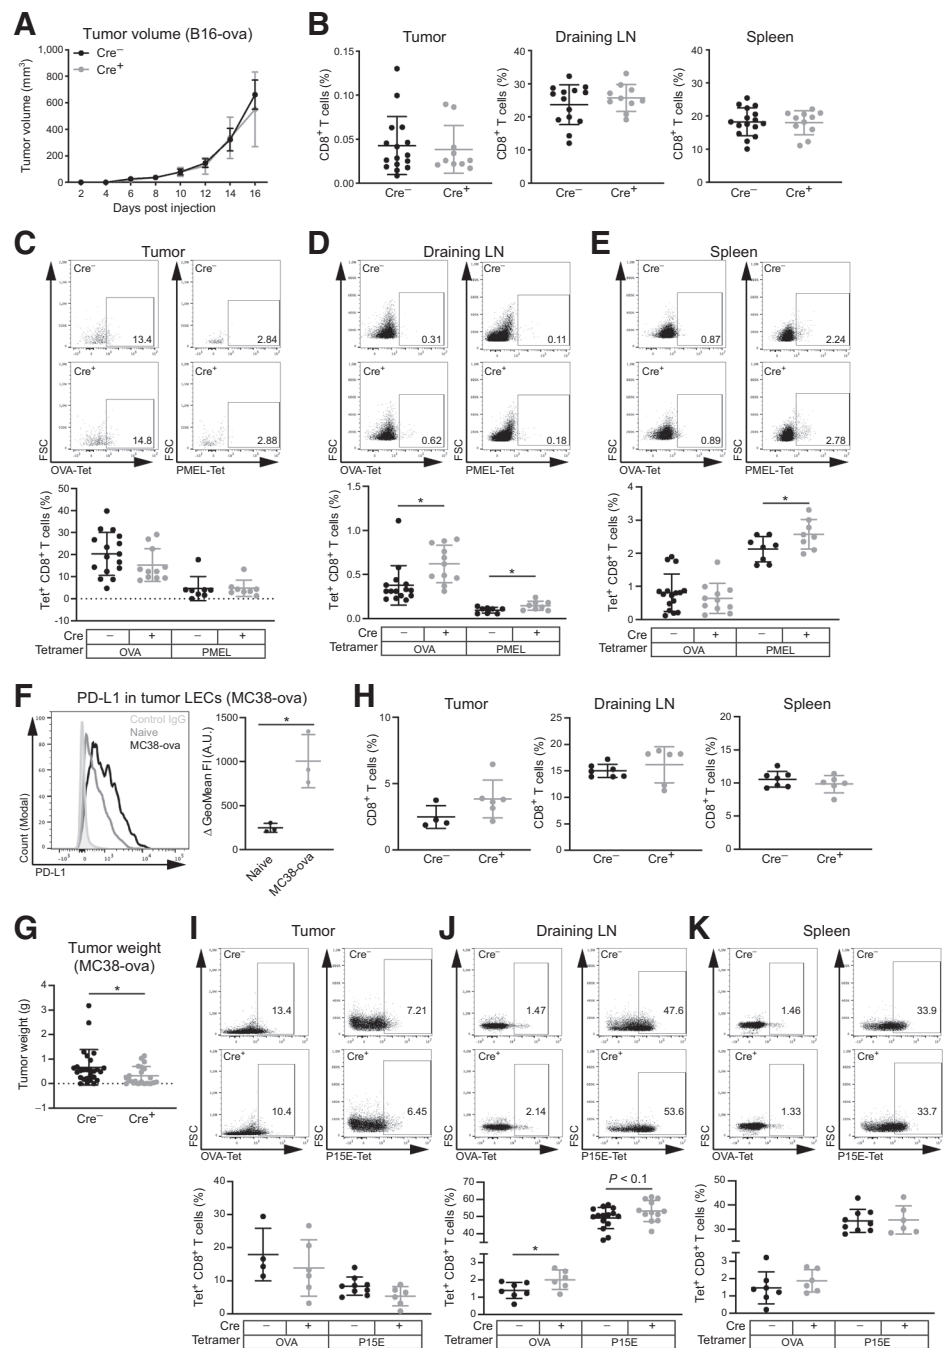 A
Tumor volume (B16-ova)
Cre⁻
Cre⁺
Tumor volume (mm³)
1,000
800
600
400
200
0
2 4 6 8 10 12 14 16
Days post injection
B
Tumor
CD8⁺ T cells (%)
0.15
0.10
0.05
0.00
Cre⁻ Cre⁺
Draining LN
CD8⁺ T cells (%)
40
30
20
10
0
Cre⁻ Cre⁺
Spleen
CD8⁺ T cells (%)
40
30
20
10
0
Cre⁻ Cre⁺
C
Tumor
Cre⁻
13.4
Cre⁻
2.84
Cre⁺
14.8
Cre⁺
2.88
FSC
OVA-Tet
FSC
PMEL-Tet
Tet⁺ CD8⁺ T cells (%)
50
40
30
20
10
0
-10
Cre − + − +
Tetramer OVA PMEL
D
Draining LN
Cre⁻
0.31
Cre⁻
0.11
Cre⁺
0.62
Cre⁺
0.18
FSC
OVA-Tet
FSC
PMEL-Tet
Tet⁺ CD8⁺ T cells (%)
1.5
1.0
0.5
0.0
*
*
Cre − + − +
Tetramer OVA PMEL
E
Spleen
Cre⁻
0.87
Cre⁻
2.24
Cre⁺
0.89
Cre⁺
2.78
FSC
OVA-Tet
FSC
PMEL-Tet
Tet⁺ CD8⁺ T cells (%)
4
3
2
1
0
*
Cre − + − +
Tetramer OVA PMEL
F
PD-L1 in tumor LECs (MC38-ova)
Control IgG
Naive
MC38-ova
Count (Modal)
100
80
60
40
20
0
PD-L1
Δ GeoMean FI (A.U.)
1500
1000
500
0
*
Naive
MC38-ova
H
Tumor
CD8⁺ T cells (%)
10
5
0
Cre⁻ Cre⁺
Draining LN
CD8⁺ T cells (%)
25
20
15
10
5
0
Cre⁻ Cre⁺
Spleen
CD8⁺ T cells (%)
20
15
10
5
0
Cre⁻ Cre⁺
G
Tumor weight
(MC38-ova)
Tumor weight (g)
4
3
2
1
0
−1
*
Cre⁻ Cre⁺
I
Tumor
Cre⁻
13.4
Cre⁻
7.21
Cre⁺
10.4
Cre⁺
6.45
FSC
OVA-Tet
FSC
P15E-Tet
Tet⁺ CD8⁺ T cells (%)
40
30
20
10
0
Cre − + − +
Tetramer OVA P15E
J
Draining LN
Cre⁻
1.47
Cre⁻
47.6
Cre⁺
2.14
Cre⁺
53.6
FSC
OVA-Tet
FSC
P15E-Tet
Tet⁺ CD8⁺ T cells (%)
70
60
50
40
3
2
1
0
*
P < 0.1
Cre − + − +
Tetramer OVA P15E
K
Spleen
Cre⁻
1.46
Cre⁻
33.9
Cre⁺
1.33
Cre⁺
33.7
FSC
OVA-Tet
FSC
P15E-Tet
Tet⁺ CD8⁺ T cells (%)
50
40
30
3
2
1
0
Cre − + − +
Tetramer OVA P15E